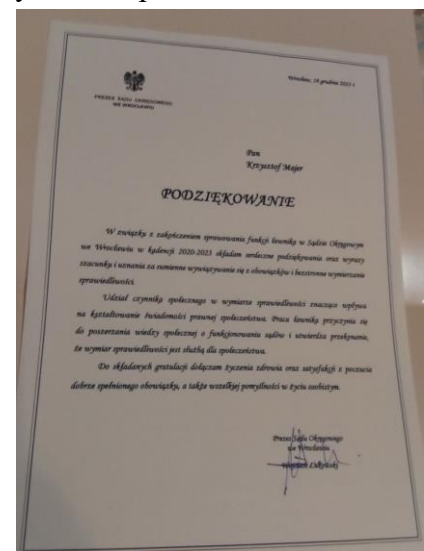 Wrocław, 14 grudnia 2023 r.
PREZES SĄDU OKRĘGOWEGO
WE WROCŁAWIU
Pan
Krzysztof Majer
PODZIĘKOWANIE
W związku z zakończeniem sprawowania funkcji ławnika w Sądzie Okręgowym
we Wrocławiu w kadencji 2020-2023 składam serdeczne podziękowania oraz wyrazy
szacunku i uznania za sumienne wywiązywanie się z obowiązków i bezstronne wymierzanie
sprawiedliwości.
Udział czynnika społecznego w wymiarze sprawiedliwości znacząco wpływa
na kształtowanie świadomości prawnej społeczeństwa. Praca ławnika przyczynia się
do poszerzania wiedzy społecznej o funkcjonowaniu sądów i utwierdza przekonanie,
że wymiar sprawiedliwości jest służbą dla społeczeństwa.
Do składanych gratulacji dołączam życzenia zdrowia oraz satysfakcji z poczucia
dobrze spełnionego obowiązku, a także wszelkiej pomyślności w życiu osobistym.
Prezes Sądu Okręgowego
we Wrocławiu